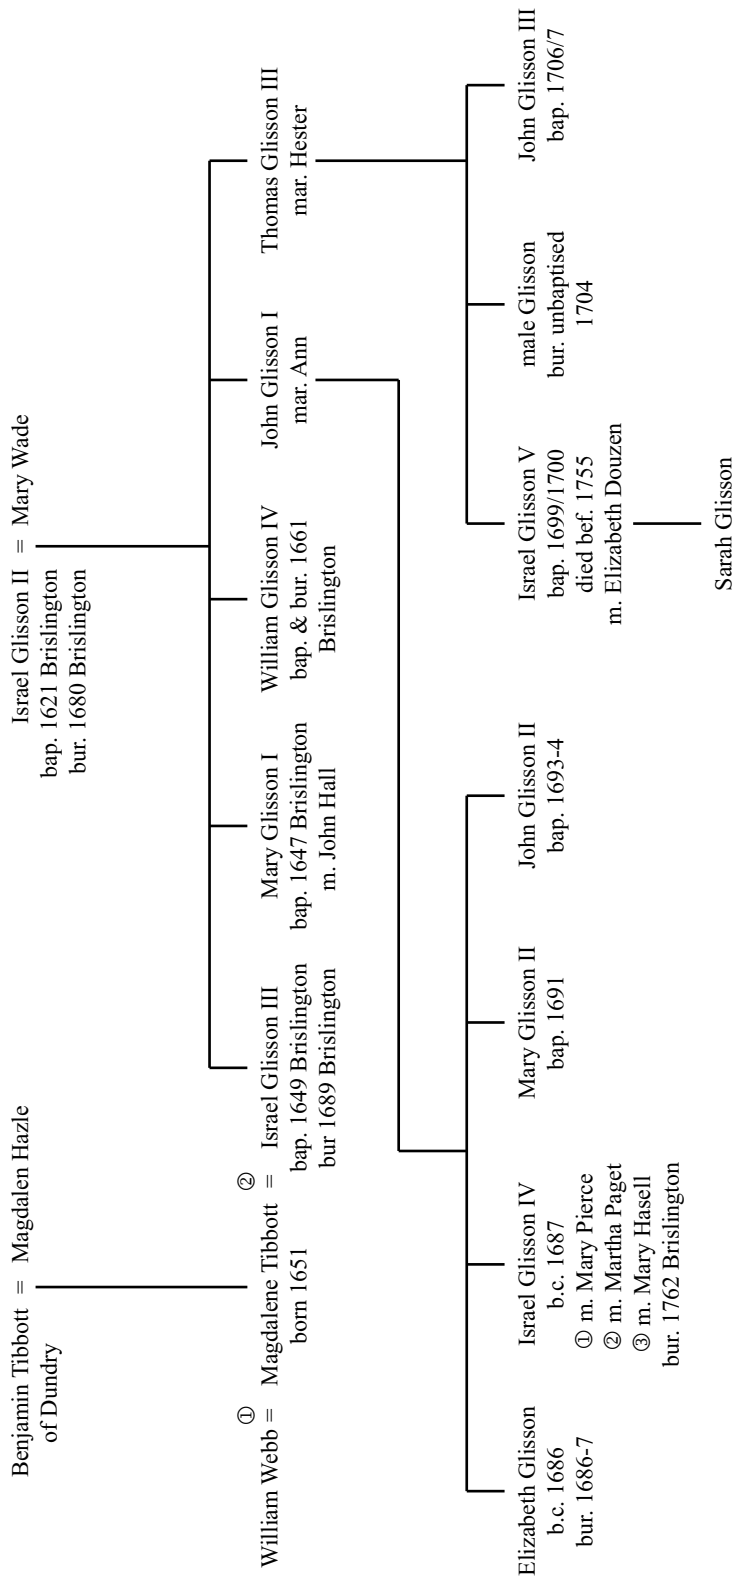 Benjamin Tibbott = Magdalen Hazle
of Dundry
Israel Glisson II = Mary Wade
bap. 1621 Brislington
bur. 1680 Brislington
William Webb = ① Magdalene Tibbott ② = Israel Glisson III
born 1651
bap. 1649 Brislington
bur 1689 Brislington
Mary Glisson I
bap. 1647 Brislington
m. John Hall
William Glisson IV
bap. & bur. 1661
Brislington
John Glisson I
mar. Ann
Thomas Glisson III
mar. Hester
Elizabeth Glisson
b.c. 1686
bur. 1686-7
Israel Glisson IV
b.c. 1687
① m. Mary Pierce
② m. Martha Paget
③ m. Mary Hasell
bur. 1762 Brislington
Mary Glisson II
bap. 1691
John Glisson II
bap. 1693-4
Israel Glisson V
bap. 1699/1700
died bef. 1755
m. Elizabeth Douzen
male Glisson
bur. unbaptised
1704
John Glisson III
bap. 1706/7
Sarah Glisson